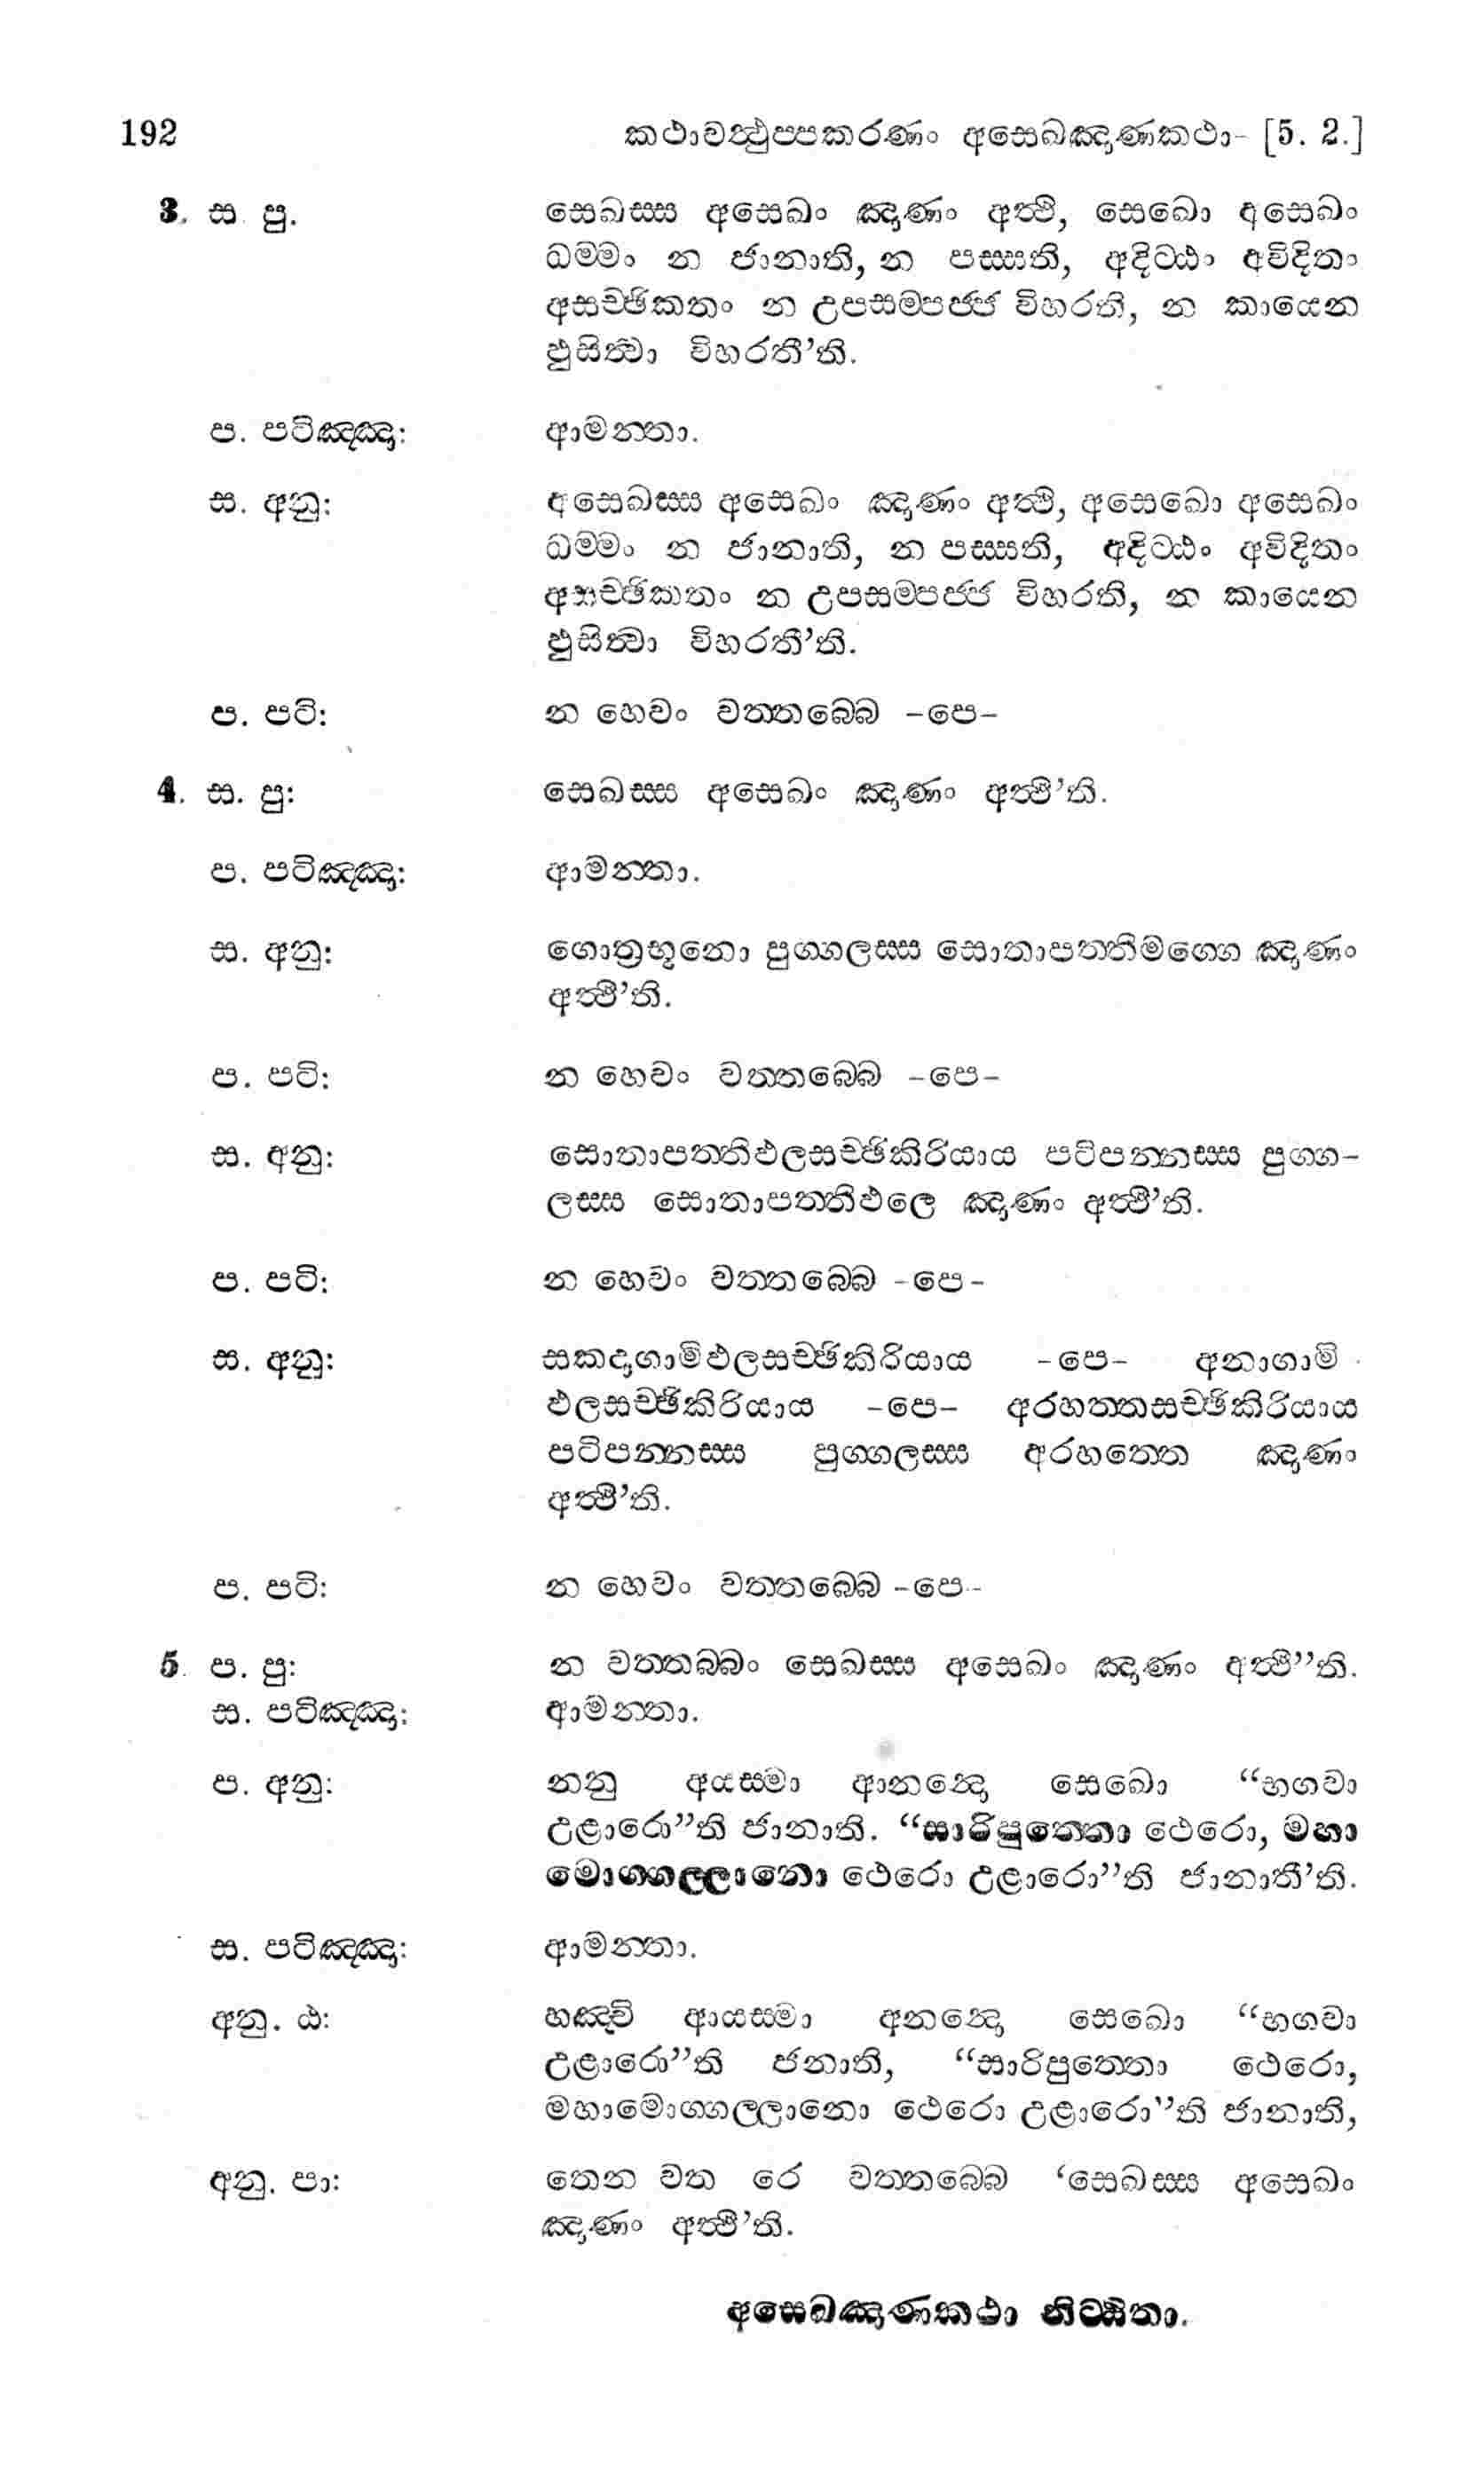 192 කථාවත්‍ථුප්පකරණං අසෙඛඤාණකථා- [5. 2.]
3. ස පු. සෙඛස්ස අසෙඛං ඤාණං අත්‍ථි, සෙඛො අසෙඛං
ධම්මං න ජානාති, න පස්සති, අදිට්ඨං අවිදිතං
අසච්ඡිකතං න උපසම්පජ්ජ විහරති, න කායෙන
ඵුසිත්‍වා විහරතී’ති.
ප. පටිඤ්ඤා: ආමන්තා.
ස. අනු: අසෙඛස්ස අසෙඛං ඤාණං අත්‍ථි, අසෙඛො අසෙඛං
ධම්මං න ජානාති, න පස්සති, අදිට්ඨං අවිදිතං
අසච්ඡිකතං න උපසම්පජ්ජ විහරති, න කායෙන
ඵුසිත්‍වා විහරතී’ති.
ප. පටි: න හෙවං වත්තබ්බෙ -පෙ-
4. ස. පු: සෙඛස්ස අසෙඛං ඤාණං අත්‍ථී’ති.
ප. පටිඤ්ඤා: ආමන්තා.
ස. අනු: ගොත්‍රභූනො පුග්ගලස්ස සොතාපත්තිමග්ගෙ ඤාණං
අත්‍ථී’ති.
ප. පටි: න හෙවං වත්තබ්බෙ -පෙ-
ස. අනු: සොතාපත්තිඵලසච්ඡිකිරියාය පටිපන්නස්ස පුග්ග-
ලස්ස සොතාපත්තිඵලෙ ඤාණං අත්‍ථී’ති.
ප. පටි: න හෙවං වත්තබ්බෙ -පෙ-
ස. අනු: සකදාගාමිඵලසච්ඡිකිරියාය -පෙ- අනාගාමි
ඵලසච්ඡිකිරියාය -පෙ- අරහත්තසච්ඡිකිරියාය
පටිපන්නස්ස පුග්ගලස්ස අරහත්තෙ ඤාණං
අත්‍ථී’ති.
ප. පටි: න හෙවං වත්තබ්බෙ -පෙ-
5. ප. පු: න වත්තබ්බං සෙඛස්ස අසෙඛං ඤාණං අත්‍ථී”ති.
ස. පටිඤ්ඤා: ආමන්තා.
ප. අනු: නනු අයස්මා ආනන්‍දො සෙඛො “භගවා
උළාරො”ති ජානාති. “සාරිපුත්තො ථෙරො, මහා
මොග්ගල්ලානො ථෙරො උළාරො”ති ජානාතී’ති.
ස. පටිඤ්ඤා: ආමන්තා.
අනු. ඨ: හඤ්චි ආයස්මා අනන්‍දො සෙඛො “භගවා
උළාරො”ති ජනාති, “සාරිපුත්තො ථෙරො,
මහාමොග්ගල්ලානො ථෙරො උළාරො”ති ජානාති,
අනු. පා: තෙන වත රෙ වත්තබ්බෙ ‘සෙඛස්ස අසෙඛං
ඤාණං අත්‍ථී’ති.
අසෙඛඤාණකථා නිට්ඨිතා.